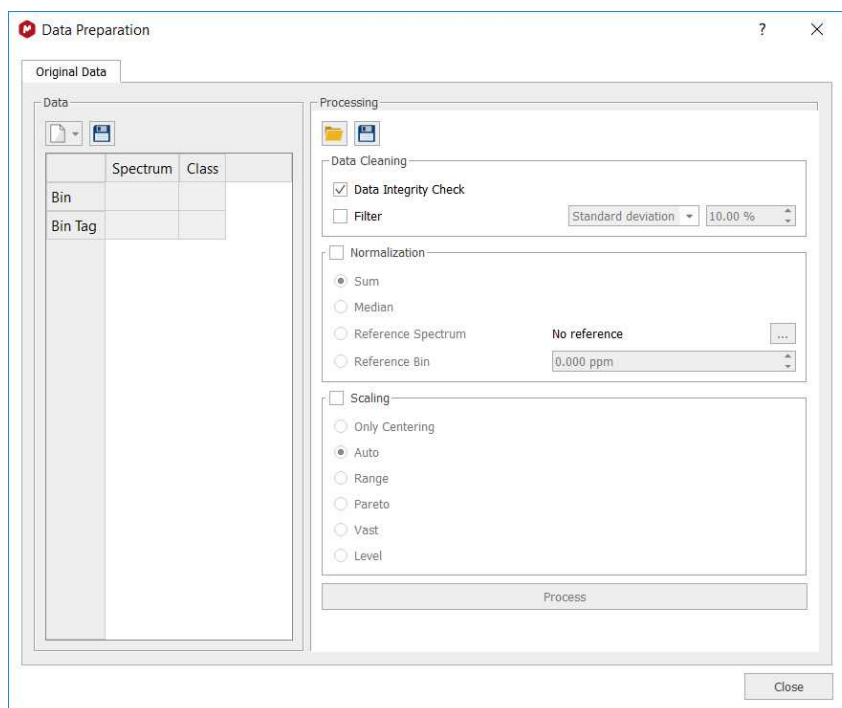 Data Preparation
?
Original Data
Data
Spectrum Class
Bin
Bin Tag
Processing
Data Cleaning
Data Integrity Check
Filter Standard deviation 10.00 %
Normalization
Sum
Median
Reference Spectrum No reference ...
Reference Bin 0.000 ppm
Scaling
Only Centering
Auto
Range
Pareto
Vast
Level
Process
Close